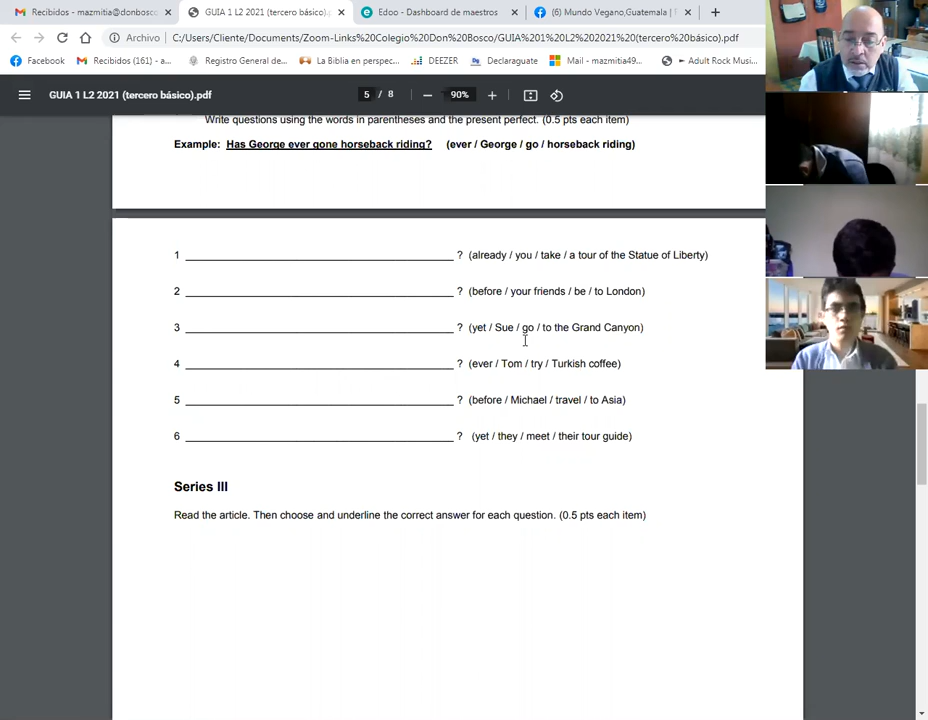 Recibidos - azmitia@donbosc
GUIA 1 L2 2021 (tercero básico).p
Edoo - Dashboard de maestros
(6) Mundo Vegano,Guatemala |
Archivo C:/Users/Cliente/Documents/Zoom-Links%20Colegio%20Don%20Bosco/GUIA%201%20L2%202021%20(tercero%20básico).pdf
Facebook Recibidos (161) - a... Registro General de... La Biblia en perspec... DEEZER Declaraguate Mail - mazmitia49... Adult Rock Musi...
GUIA 1 L2 2021 (tercero básico).pdf 5 / 8 90%
Write questions using the words in parentheses and the present perfect. (0.5 pts each item)
Example: Has George ever gone horseback riding? (ever / George / go / horseback riding)
1 ______________________________ ? (already / you / take / a tour of the Statue of Liberty)
2 ______________________________ ? (before / your friends / be / to London)
3 ______________________________ ? (yet / Sue / go / to the Grand Canyon)
4 ______________________________ ? (ever / Tom / try / Turkish coffee)
5 ______________________________ ? (before / Michael / travel / to Asia)
6 ______________________________ ? (yet / they / meet / their tour guide)
Series III
Read the article. Then choose and underline the correct answer for each question. (0.5 pts each item)